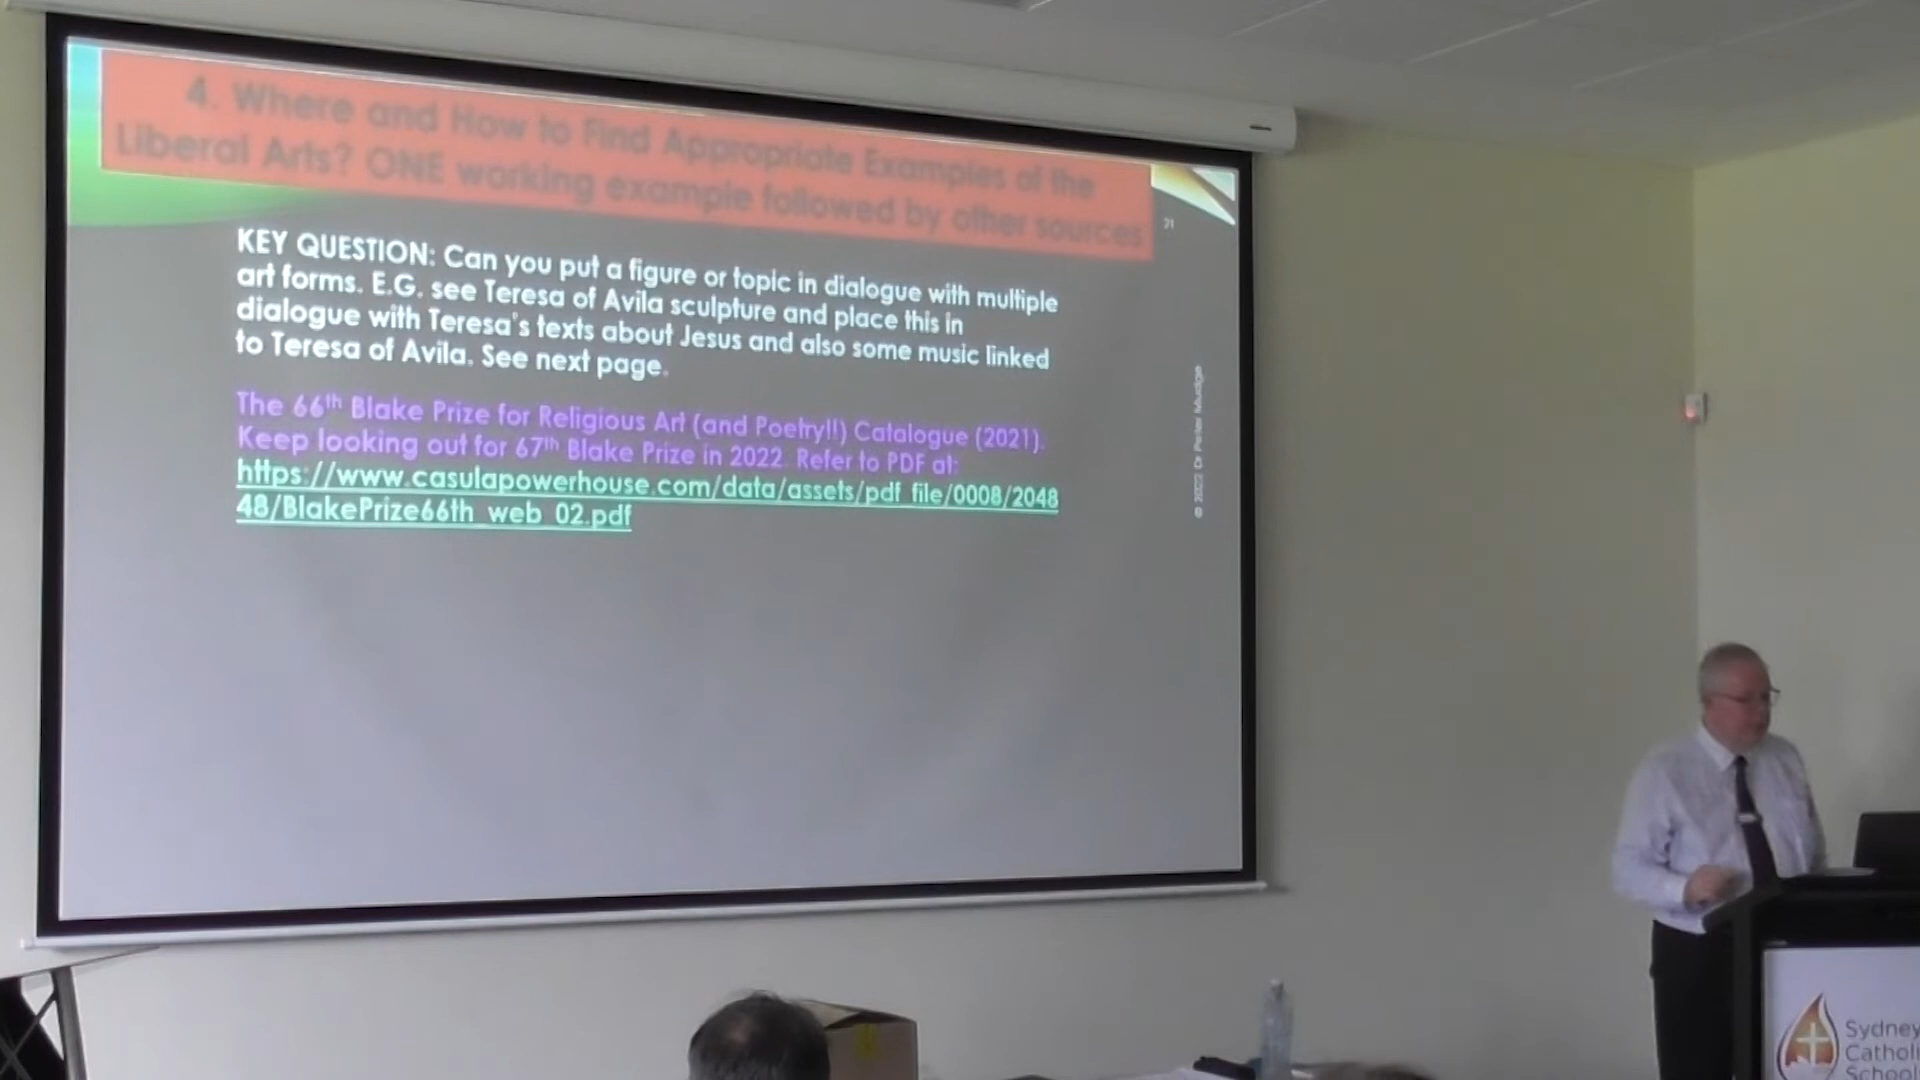 4. Where and How to Find Appropriate Examples of the
Liberal Arts? ONE working example followed by other sources
21
KEY QUESTION: Can you put a figure or topic in dialogue with multiple
art forms. E.G. see Teresa of Avila sculpture and place this in
dialogue with Teresa's texts about Jesus and also some music linked
to Teresa of Avila. See next page.
The 66th Blake Prize for Religious Art (and Poetry!!) Catalogue (2021).
Keep looking out for 67th Blake Prize in 2022. Refer to PDF at:
https://www.casulapowerhouse.com/data/assets/pdf_file/0008/2048
48/BlakePrize66th_web_02.pdf
© 2022 Dr Peter Mudge
Sydney
Catholi
School